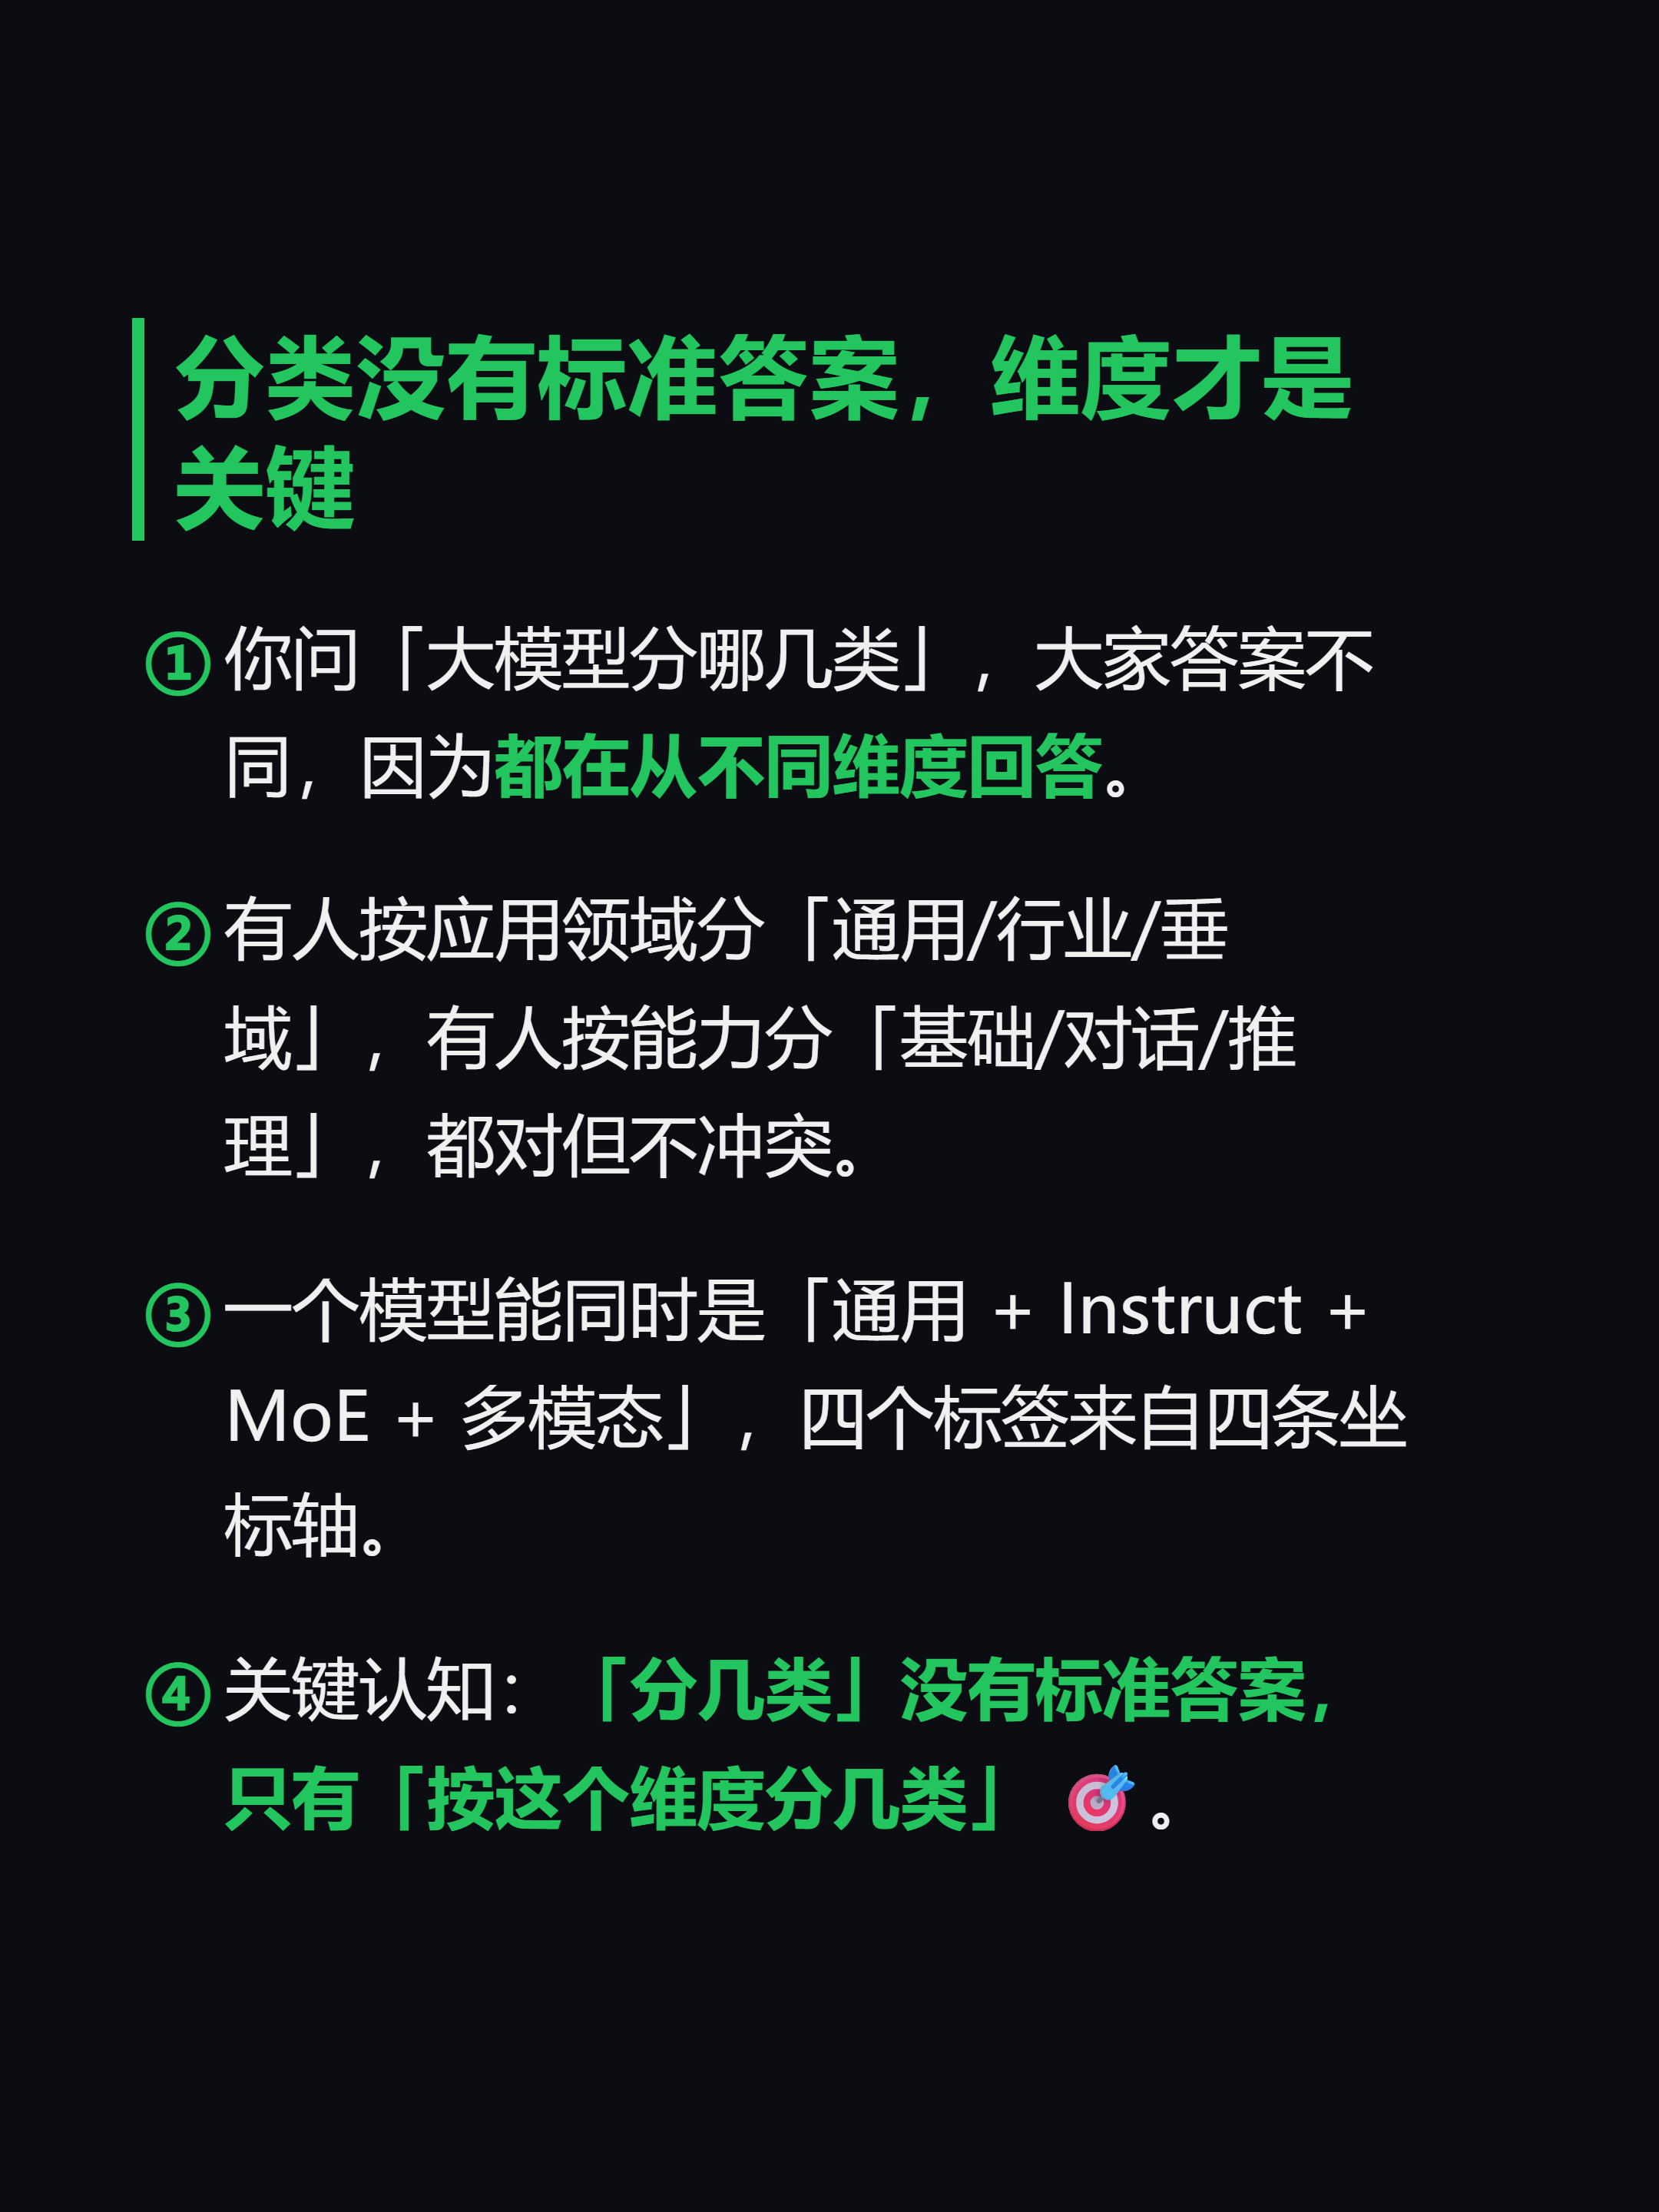 分类没有标准答案，维度才是
关键
①你问「大模型分哪几类」，大家答案不
同，因为都在从不同维度回答。
②有人按应用领域分「通用/行业/垂
域」，有人按能力分「基础/对话/推
理」，都对但不冲突。
③一个模型能同时是「通用 + Instruct +
MoE + 多模态」，四个标签来自四条坐
标轴。
④关键认知：「分几类」没有标准答案，
只有「按这个维度分几类」🎯。